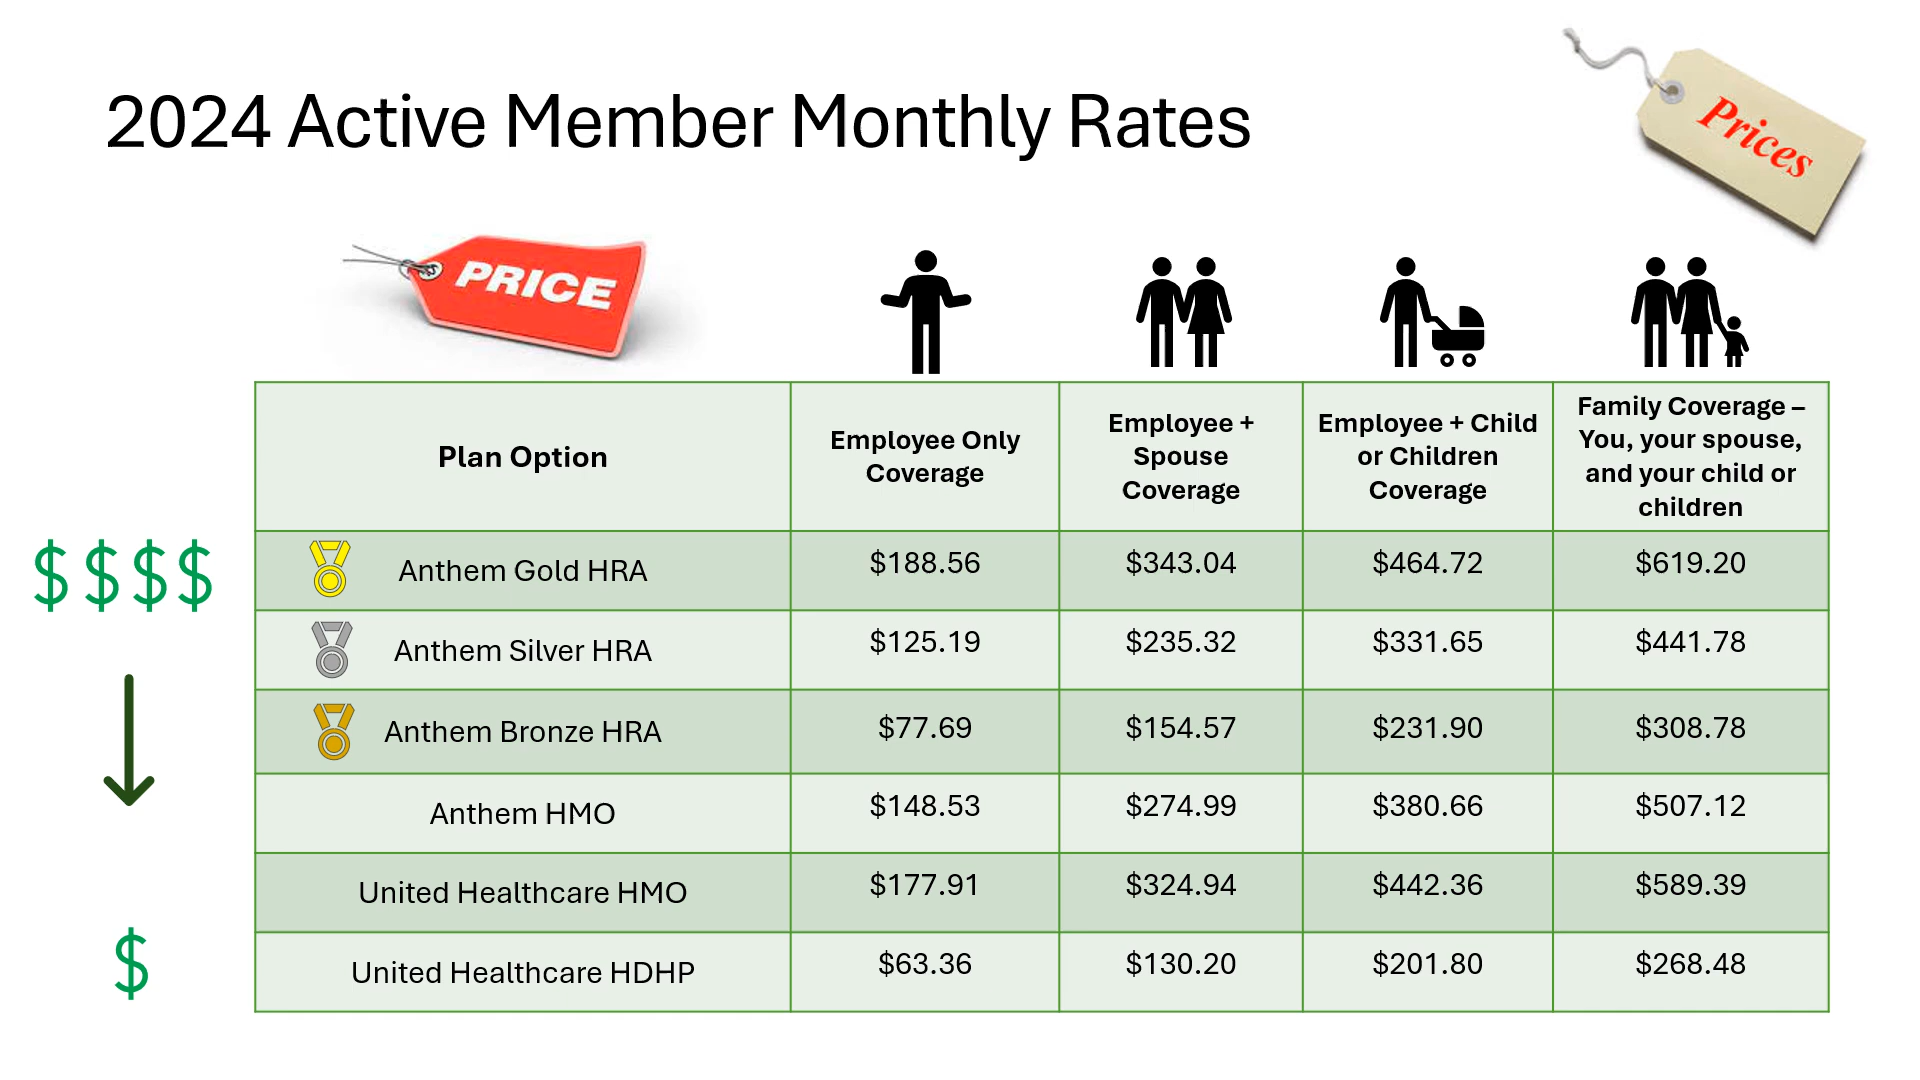 2024 Active Member Monthly Rates
Prices
PRICE
Plan Option
Employee Only
Coverage
Employee +
Spouse
Coverage
Employee + Child
or Children
Coverage
Family Coverage –
You, your spouse,
and your child or
children
$$$$
Anthem Gold HRA $188.56 $343.04 $464.72 $619.20
Anthem Silver HRA $125.19 $235.32 $331.65 $441.78
Anthem Bronze HRA $77.69 $154.57 $231.90 $308.78
Anthem HMO $148.53 $274.99 $380.66 $507.12
United Healthcare HMO $177.91 $324.94 $442.36 $589.39
$
United Healthcare HDHP $63.36 $130.20 $201.80 $268.48